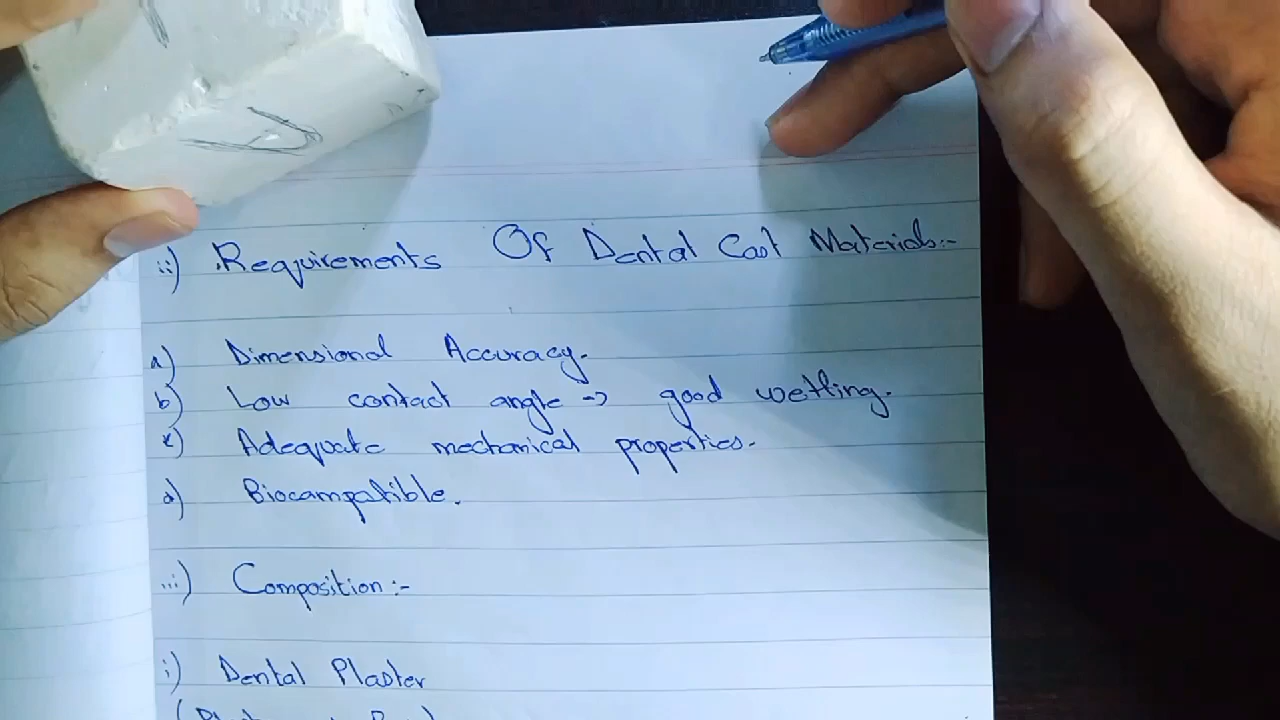 ii) Requirements Of Dental Cast Materials:-
a) Dimensional Accuracy.
b) Low contact angle -> good wetting.
c) Adequate mechanical properties.
d) Biocompatible.
iii) Composition :-
i) Dental Plaster